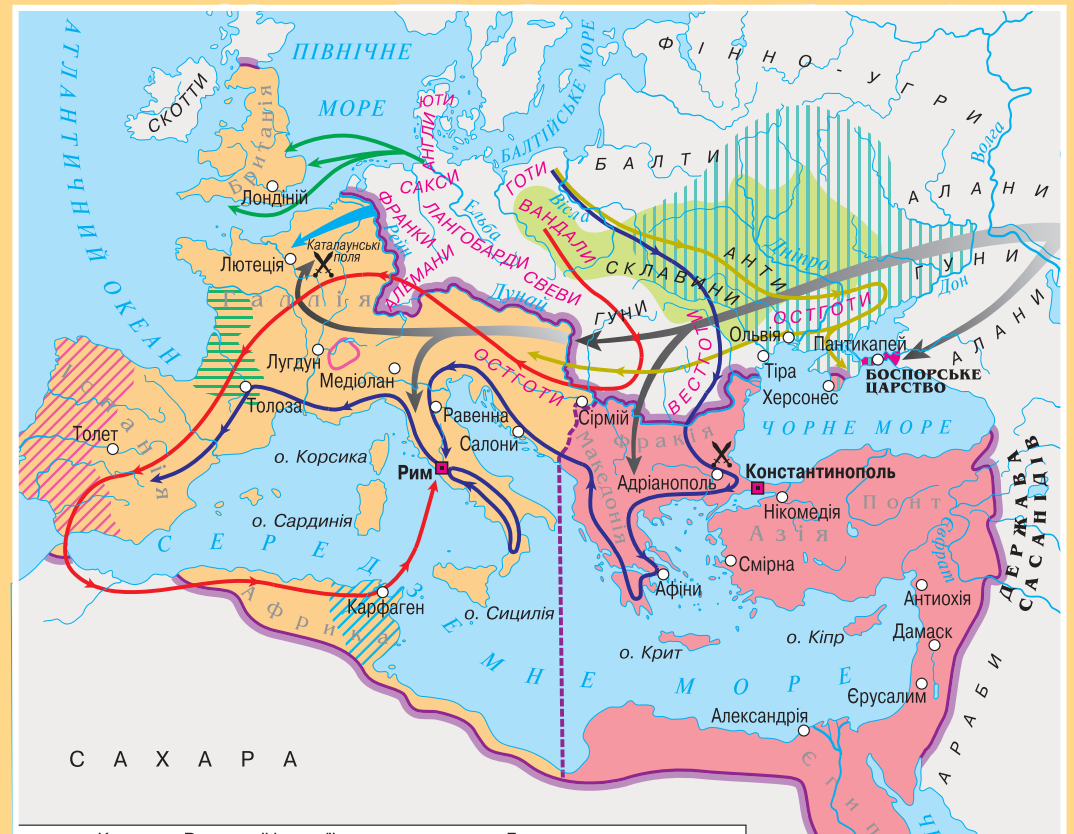 АТЛАНТИЧНИЙ ОКЕАН
ПІВНІЧНЕ
МОРЕ
БАЛТІЙСЬКЕ МОРЕ
ФІННО-УГРИ
Волга
СКОТТИ
Британія
Лондіній
ЮТИ
АНГЛИ
САКСИ
ФРАНКИ
ЛАНГОБАРДИ
СВЕВИ
АЛЕМАНИ
Ельба
Рейн
ГОТИ
Вісла
ВАНДАЛИ
БАЛТИ
АЛАНИ
СКЛАВИНИ
АНТИ
Дніпро
ГУНИ
Дон
АЛАНИ
Каталаунські
поля
Лютеція
Галлія
Дунай
ГУНИ
ОСТГОТИ
ВЕСТГОТИ
Ольвія
Тіра
Пантикапей
БОСПОРСЬКЕ
ЦАРСТВО
Херсонес
Лугдун
Медіолан
ОСТГОТИ
Толоза
Равенна
Салони
Сірмій
ЧОРНЕ МОРЕ
Іспанія
Толет
о. Корсика
Рим
Македонія
Фракія
Адріанополь
Константинополь
Нікомедія
Понт
Азія
Євфрат
ДЕРЖАВА
САСАНІДІВ
о. Сардинія
СЕРЕДЗЕМНЕ МОРЕ
Смірна
Афіни
Африка
Карфаген
о. Сицилія
Антиохія
о. Кіпр
о. Крит
Дамаск
Єрусалим
Александрія
АРАБИ
САХАРА
Єгип